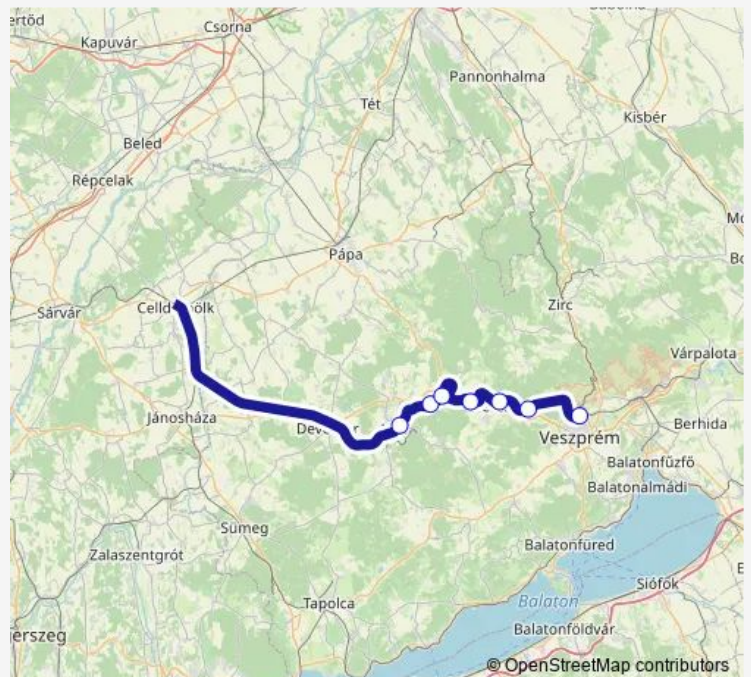 Csorna
Kapuvár
Pannonhalma
Tét
Kisbér
Beled
Répcelak
Pápa
Zirc
Sárvár
Várpalota
Jánosháza
Veszprém
Berhida
Balatonfűzfő
Balatonalmádi
Sümeg
Balatonfüred
Zalaszentgrót
Siófok
Tapolca
Balaton
Balatonföldvár
erszeg
© OpenStreetMap contributors